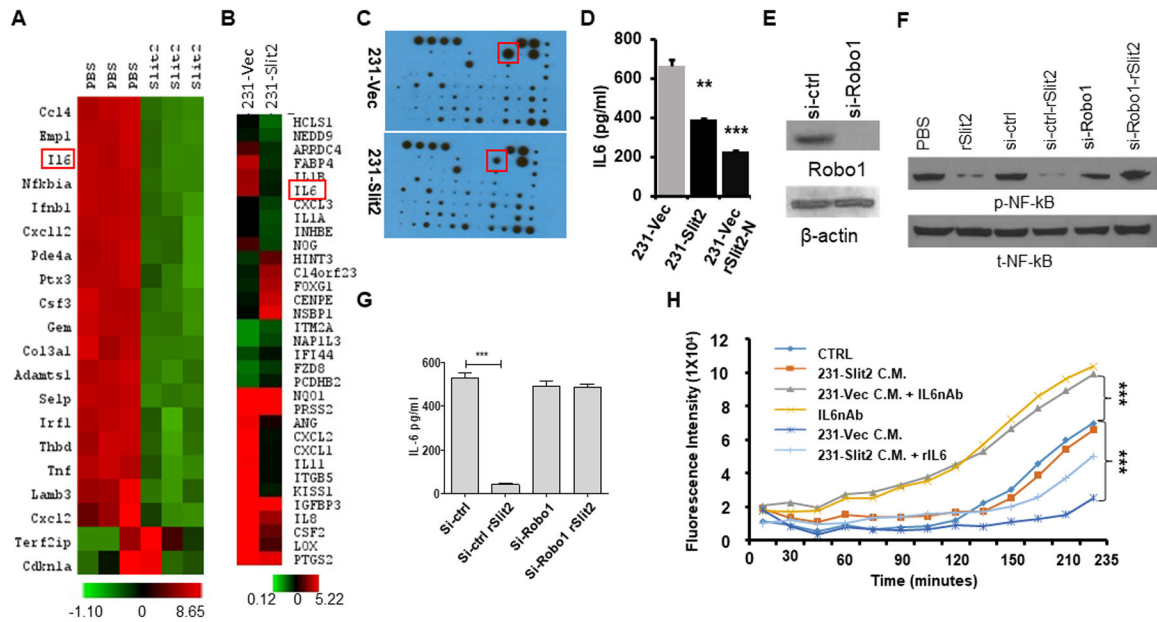 A
PBS
PBS
PBS
Slit2
Slit2
Slit2
Ccl4
Emp1
Il6
Nfkbia
Ifnb1
Cxcl12
Pde4a
Ptx3
Csf3
Gem
Col3a1
Adamts1
Selp
Irf1
Thbd
Tnf
Lamb3
Cxcl2
Terf2ip
Cdkn1a
-1.10 0 8.65
B
231-Vec
231-Slit2
HCLS1
NEDD9
ARRDC4
FABP4
IL1B
IL6
CXCL3
IL1A
INHBE
NOG
HINT3
C14orf23
FOXG1
CENPE
NSBP1
ITM2A
NAP1L3
IFI44
FZD8
PCDHB2
NQO1
PRSS2
ANG
CXCL2
CXCL1
IL11
ITGB5
KISS1
IGFBP3
IL8
CSF2
LOX
PTGS2
0.12 0 5.22
C
231-Vec
231-Slit2
D
IL6 (pg/ml)
800
600
400
200
0
**
***
231-Vec
231-Slit2
231-Vec
rSlit2-N
E
si-ctrl
si-Robo1
Robo1
β-actin
F
PBS
rSlit2
si-ctrl
si-ctrl-rSlit2
si-Robo1
si-Robo1-rSlit2
p-NF-kB
t-NF-kB
G
IL-6 pg/ml
600
400
200
0
***
Si-ctrl
Si-ctrl rSlit2
Si-Robo1
Si-Robo1 rSlit2
H
Fluorescence Intensity (1X10⁴)
12
10
8
6
4
2
0
CTRL
231-Slit2 C.M.
231-Vec C.M. + IL6nAb
IL6nAb
231-Vec C.M.
231-Slit2 C.M. + rIL6
***
***
30 60 90 120 150 210 235
Time (minutes)